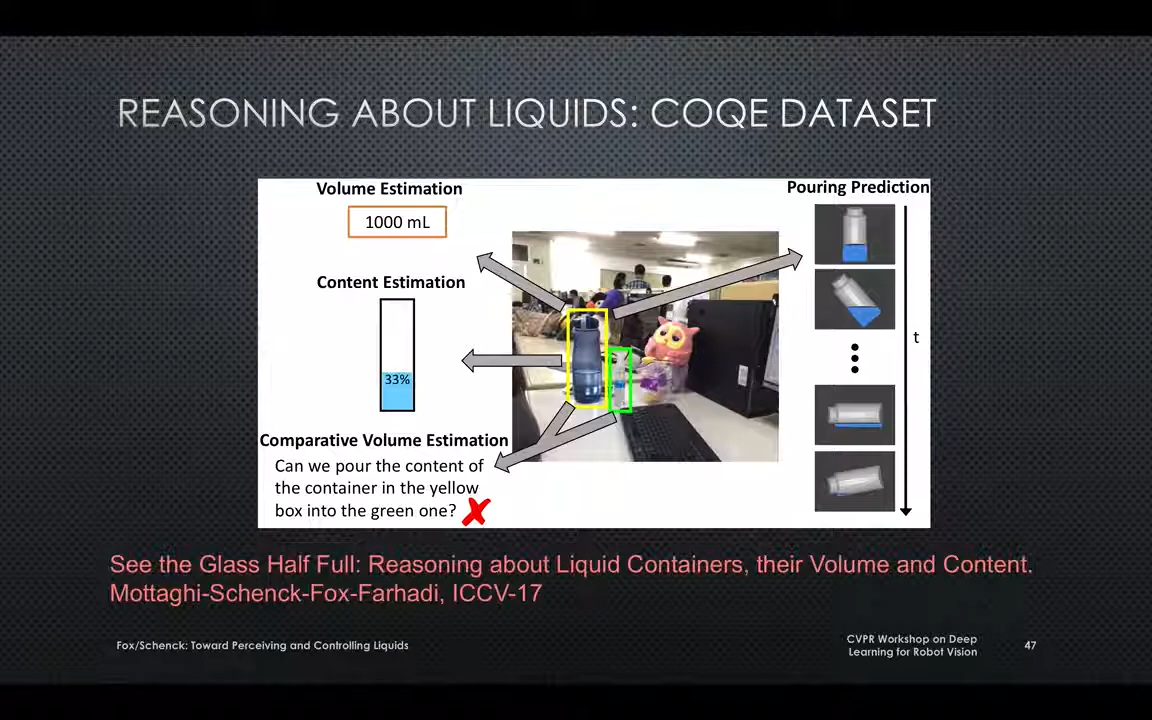 REASONING ABOUT LIQUIDS: COQE DATASET
Volume Estimation
1000 mL
Content Estimation
33%
Comparative Volume Estimation
Can we pour the content of
the container in the yellow
box into the green one?
Pouring Prediction
t
See the Glass Half Full: Reasoning about Liquid Containers, their Volume and Content.
Mottaghi-Schenck-Fox-Farhadi, ICCV-17
Fox/Schenck: Toward Perceiving and Controlling Liquids
CVPR Workshop on Deep
Learning for Robot Vision
47